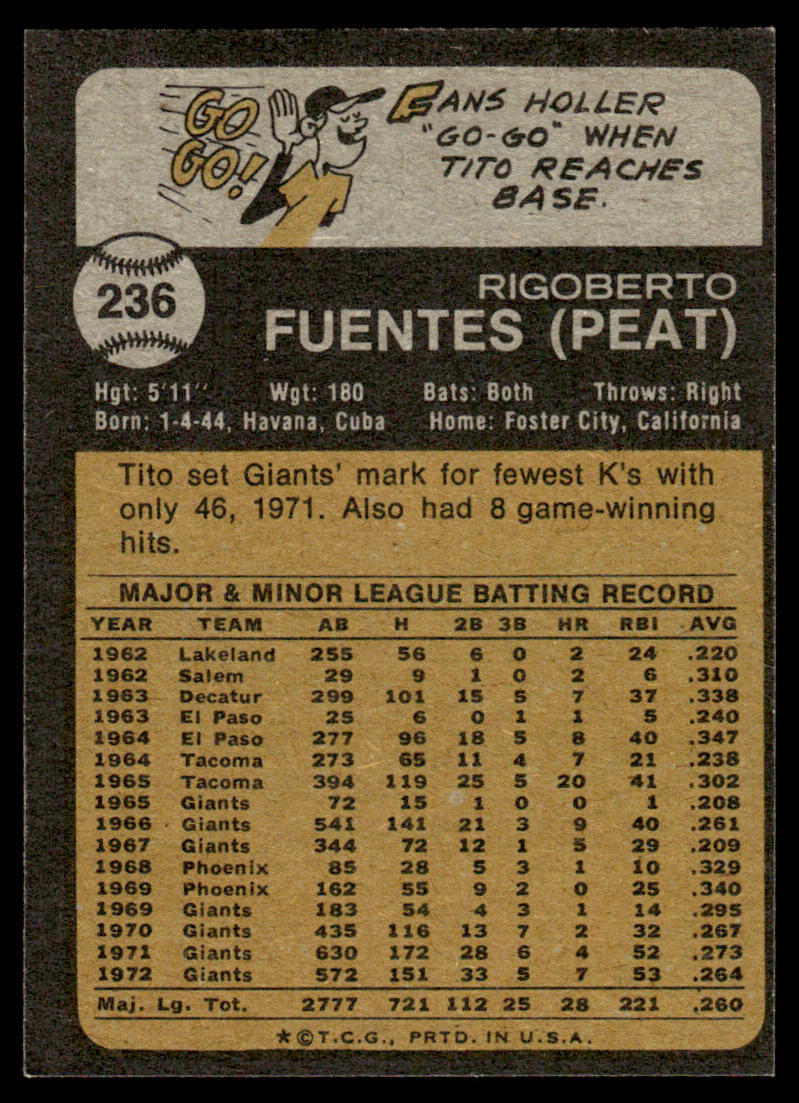 GO
GO!
FANS HOLLER
"GO-GO" WHEN
TITO REACHES
BASE.
236
RIGOBERTO
FUENTES (PEAT)
Hgt: 5'11" Wgt: 180 Bats: Both Throws: Right
Born: 1-4-44, Havana, Cuba Home: Foster City, California
Tito set Giants' mark for fewest K's with
only 46, 1971. Also had 8 game-winning
hits.
MAJOR & MINOR LEAGUE BATTING RECORD
YEAR TEAM AB H 2B 3B HR RBI AVG
1962 Lakeland 255 56 6 0 2 24 .220
1962 Salem 29 9 1 0 2 6 .310
1963 Decatur 299 101 15 5 7 37 .338
1963 El Paso 25 6 0 1 1 5 .240
1964 El Paso 277 96 18 5 8 40 .347
1964 Tacoma 273 65 11 4 7 21 .238
1965 Tacoma 394 119 25 5 20 41 .302
1965 Giants 72 15 1 0 0 1 .208
1966 Giants 541 141 21 3 9 40 .261
1967 Giants 344 72 12 1 5 29 .209
1968 Phoenix 85 28 5 3 1 10 .329
1969 Phoenix 162 55 9 2 0 25 .340
1969 Giants 183 54 4 3 1 14 .295
1970 Giants 435 116 13 7 2 32 .267
1971 Giants 630 172 28 6 4 52 .273
1972 Giants 572 151 33 5 7 53 .264
Maj. Lg. Tot. 2777 721 112 25 28 221 .260
★©T.C.G., PRTD. IN U.S.A.